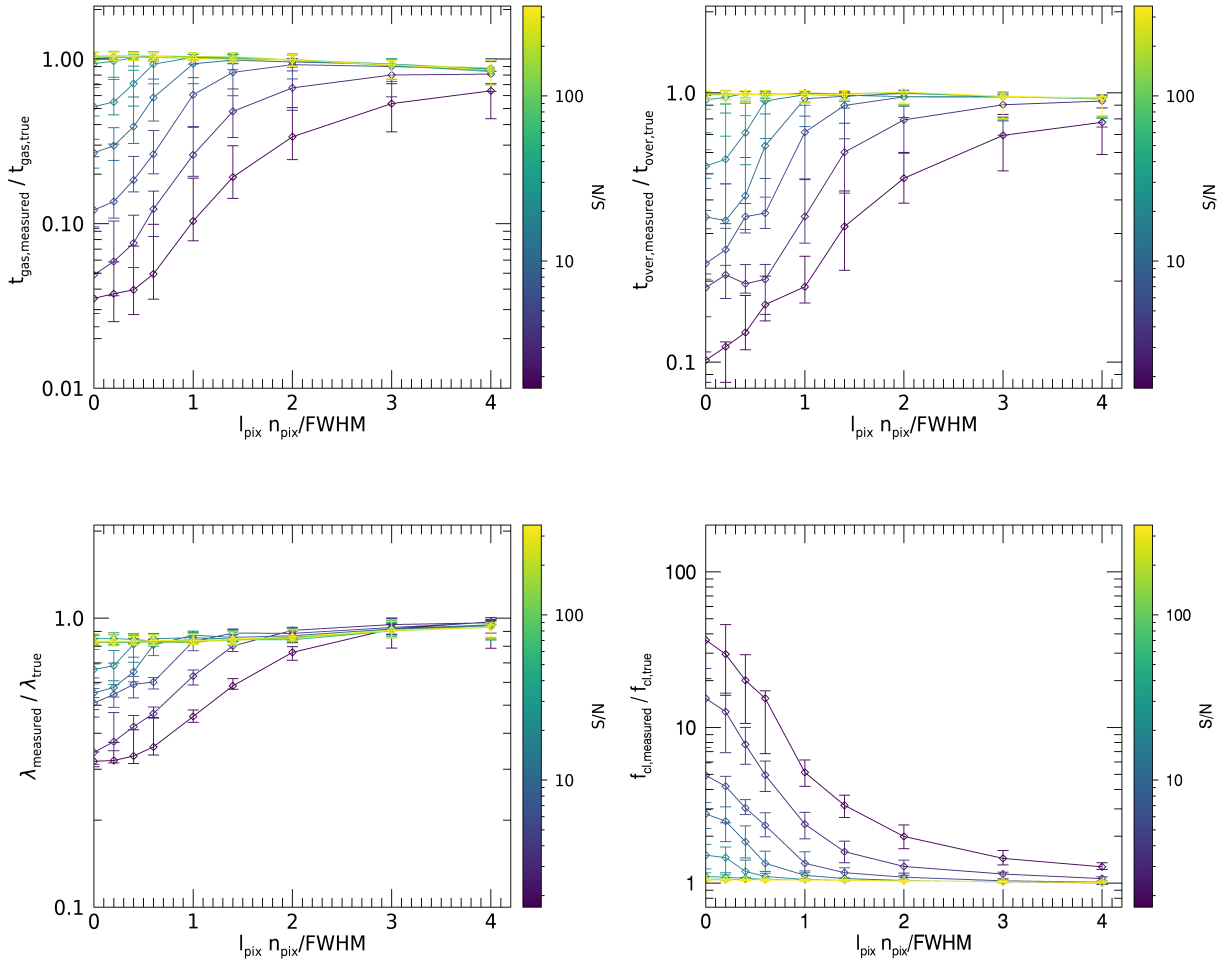 1.00
0.10
0.01
t_gas,measured / t_gas,true
0 1 2 3 4
l_pix n_pix/FWHM
100
10
S/N
1.0
0.1
t_over,measured / t_over,true
0 1 2 3 4
l_pix n_pix/FWHM
100
10
S/N
1.0
0.1
λ_measured / λ_true
0 1 2 3 4
l_pix n_pix/FWHM
100
10
S/N
100
10
1
f_cl,measured / f_cl,true
0 1 2 3 4
l_pix n_pix/FWHM
100
10
S/N